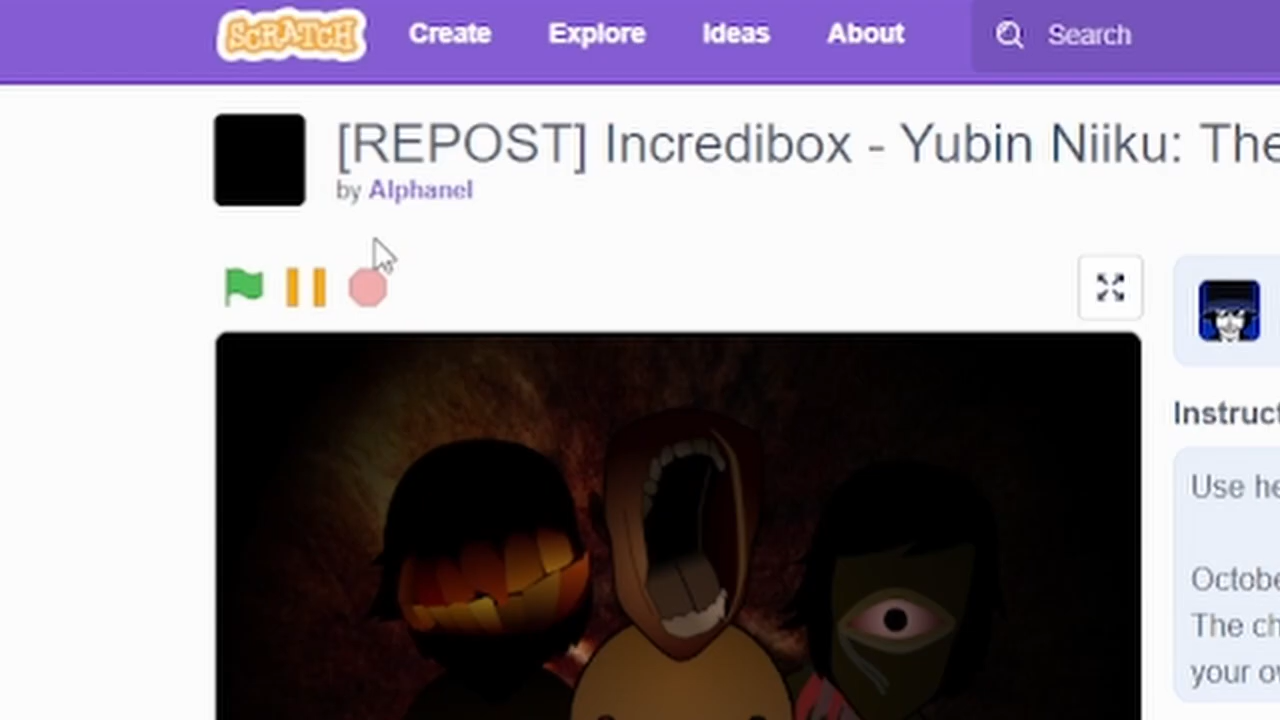 SCRATCH Create Explore Ideas About Search
[REPOST] Incredibox - Yubin Niiku: The
by Alphanel
Instruct
Use he
Octobe
The ch
your ow